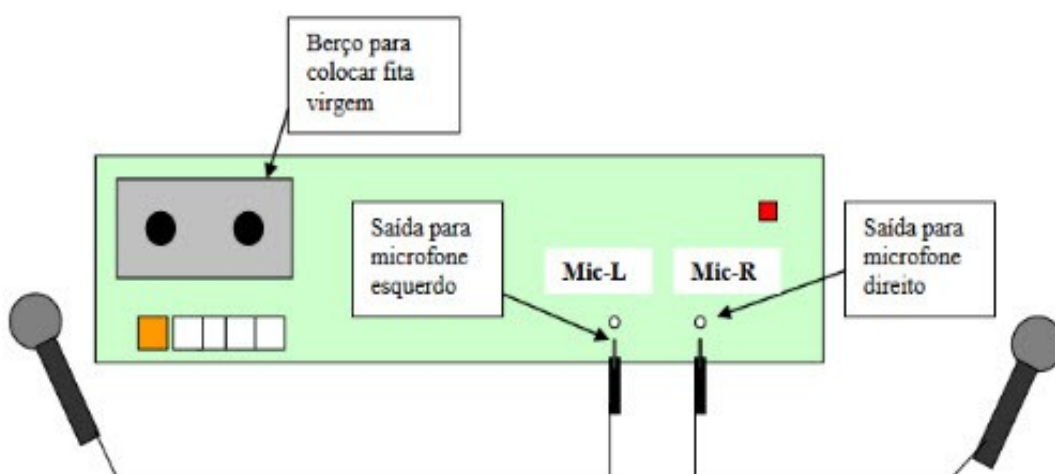 Berço para
colocar fita
virgem
Saída para
microfone
esquerdo
Mic-L
Mic-R
Saída para
microfone
direito